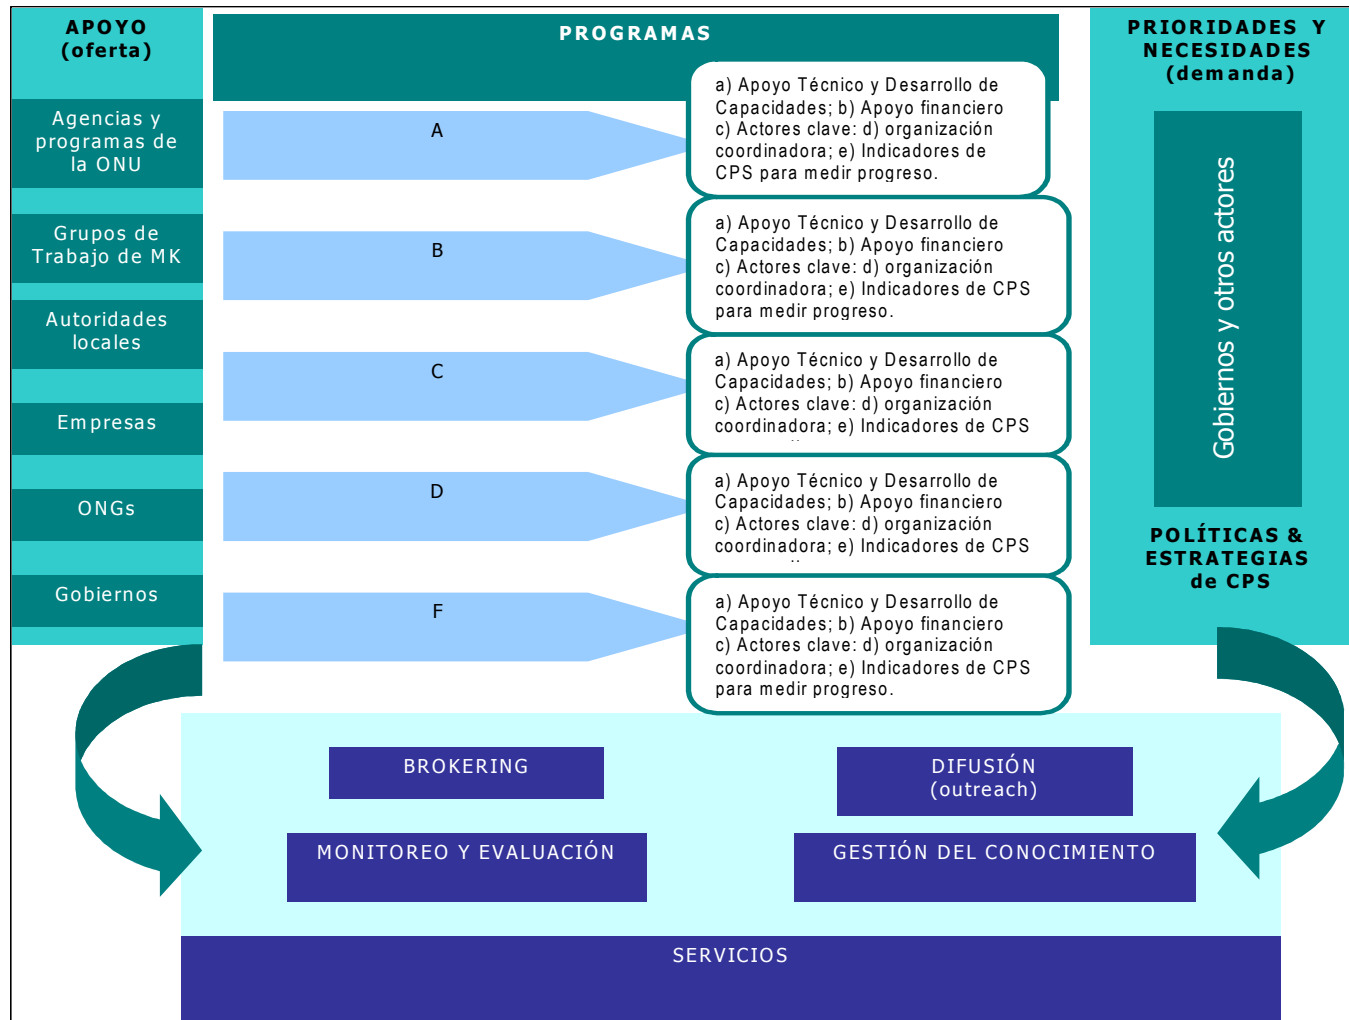 APOYO
(oferta)
Agencias y
programas de
la ONU
Grupos de
Trabajo de MK
Autoridades
locales
Empresas
ONGs
Gobiernos
PROGRAMAS
A
a) Apoyo Técnico y Desarrollo de
Capacidades; b) Apoyo financiero
c) Actores clave: d) organización
coordinadora; e) Indicadores de
CPS para medir progreso.
B
a) Apoyo Técnico y Desarrollo de
Capacidades; b) Apoyo financiero
c) Actores clave: d) organización
coordinadora; e) Indicadores de CPS
para medir progreso.
C
a) Apoyo Técnico y Desarrollo de
Capacidades; b) Apoyo financiero
c) Actores clave: d) organización
coordinadora; e) Indicadores de CPS
D
a) Apoyo Técnico y Desarrollo de
Capacidades; b) Apoyo financiero
c) Actores clave: d) organización
coordinadora; e) Indicadores de CPS
F
a) Apoyo Técnico y Desarrollo de
Capacidades; b) Apoyo financiero
c) Actores clave: d) organización
coordinadora; e) Indicadores de CPS
para medir progreso.
PRIORIDADES Y
NECESIDADES
(demanda)
Gobiernos y otros actores
POLÍTICAS &
ESTRATEGIAS
de CPS
BROKERING
DIFUSIÓN
(outreach)
MONITOREO Y EVALUACIÓN
GESTIÓN DEL CONOCIMIENTO
SERVICIOS